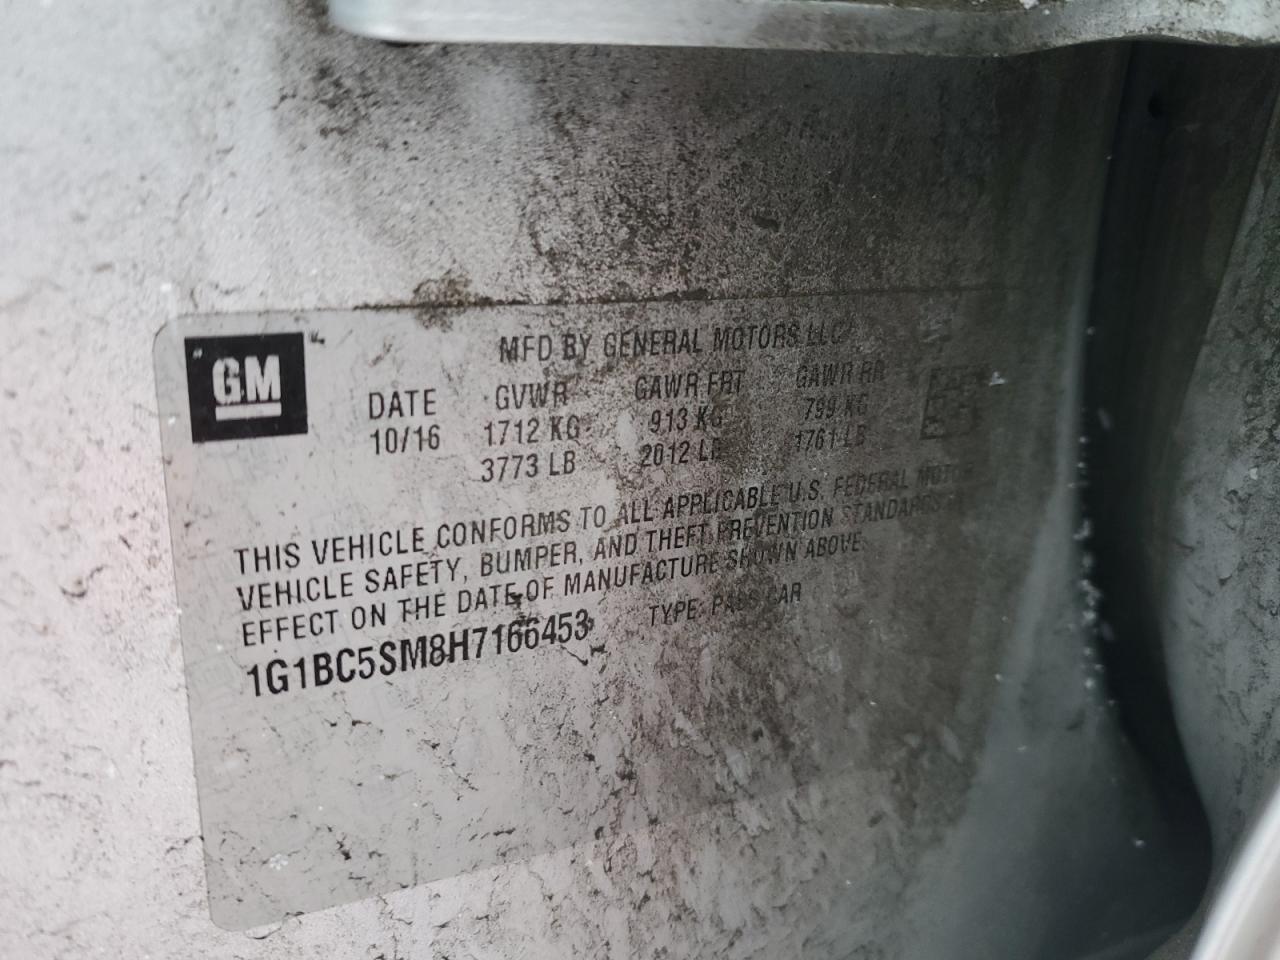 GM
MFD BY GENERAL MOTORS LLC
DATE GVWR GAWR FRT GAWR RR
10/16 1712 KG 913 KG 799 KG
3773 LB 2012 LB 1761 LB
THIS VEHICLE CONFORMS TO ALL APPLICABLE U.S. FEDERAL MOTOR
VEHICLE SAFETY, BUMPER, AND THEFT PREVENTION STANDARDS
EFFECT ON THE DATE OF MANUFACTURE SHOWN ABOVE.
1G1BC5SM8H7166453 TYPE: PASS CAR